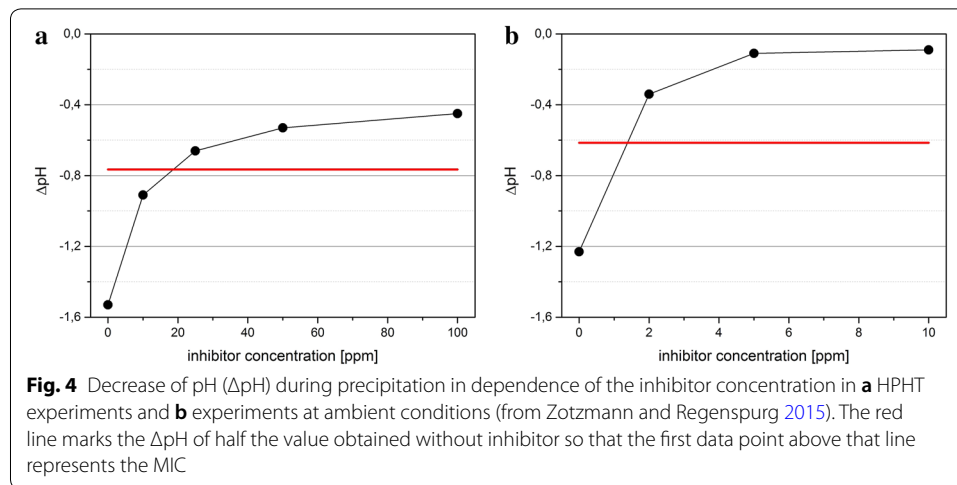 a
0,0
-0,4
-0,8
-1,2
-1,6
ΔpH
0 20 40 60 80 100
inhibitor concentration [ppm]
b
0,0
-0,4
-0,8
-1,2
-1,6
ΔpH
0 2 4 6 8 10
inhibitor concentration [ppm]
Fig. 4 Decrease of pH (ΔpH) during precipitation in dependence of the inhibitor concentration in a HPHT
experiments and b experiments at ambient conditions (from Zotzmann and Regenspurg 2015). The red
line marks the ΔpH of half the value obtained without inhibitor so that the first data point above that line
represents the MIC